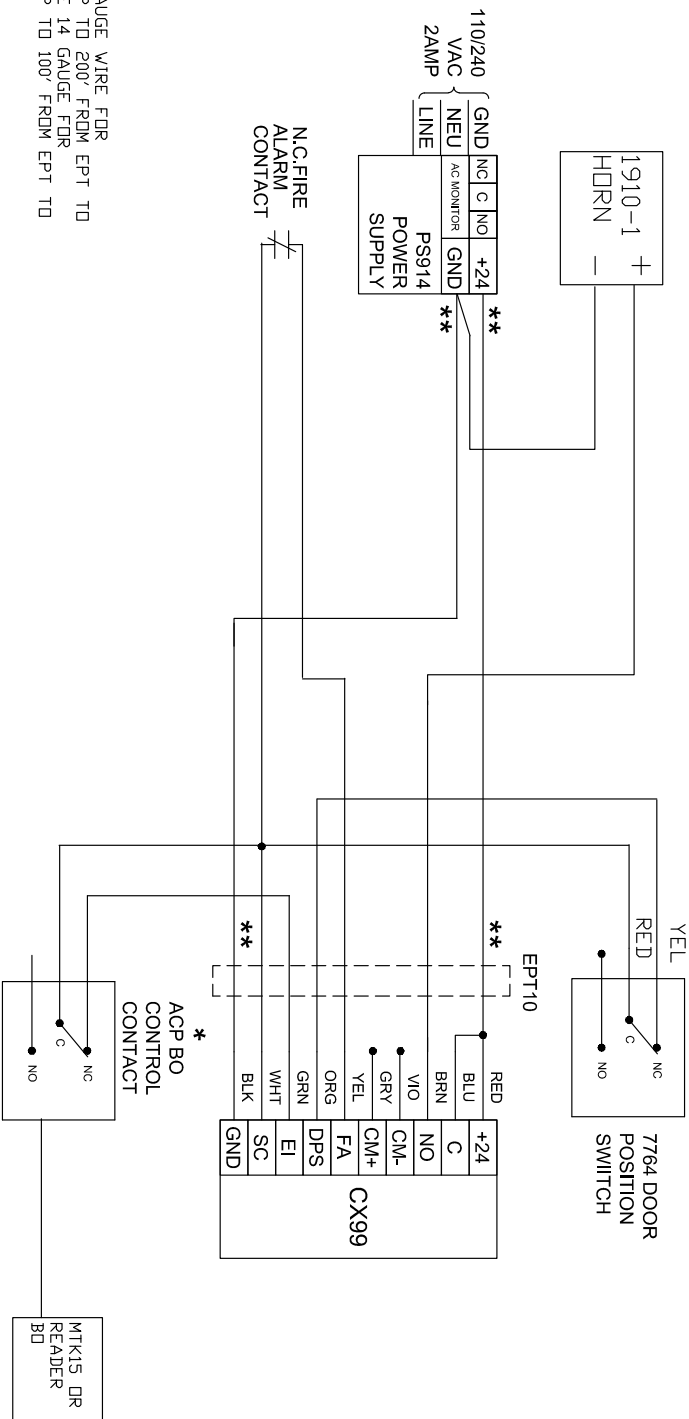 1910-1
HORN
+
-
110/240
VAC
2AMP
GND
NEU
LINE
NC C NO
AC MONITOR
+24
GND
PS914
POWER
SUPPLY
**
**
N.C.FIRE
ALARM
CONTACT
YEL
RED
NC
C
NO
7764 DOOR
POSITION
SWIITCH
EPT10
**
**
RED
BLU
BRN
VIO
GRY
YEL
ORG
GRN
WHT
BLK
+24
C
NO
CM-
CM+
FA
DPS
EI
SC
GND
CX99
*
ACP BO
CONTROL
CONTACT
NC
C
NO
MTK15 OR
READER
BO
WIRE FOR
TO 200' FROM EPT TO
14 GAUGE FOR
TO 100' FROM EPT TO